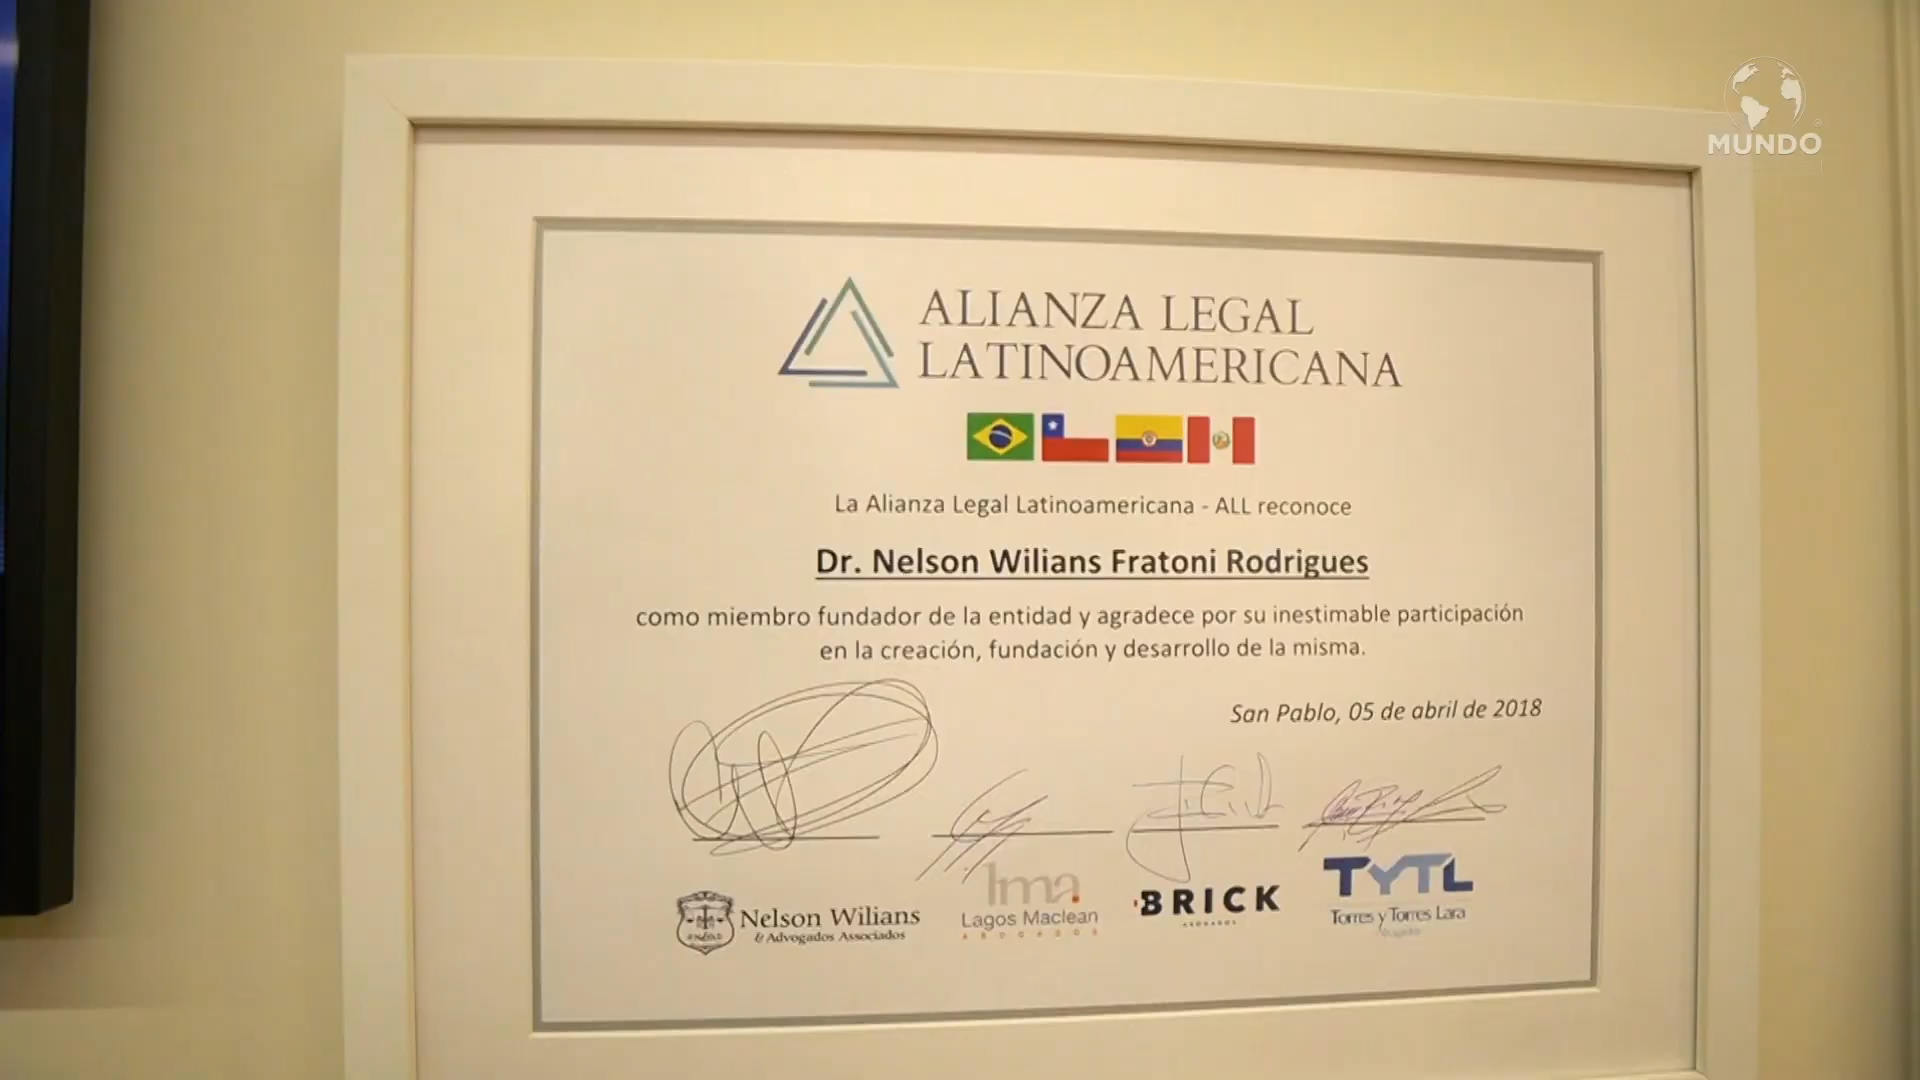 MUNDO
ALIANZA LEGAL
LATINOAMERICANA
La Alianza Legal Latinoamericana - ALL reconoce
Dr. Nelson Wilians Fratoni Rodrigues
como miembro fundador de la entidad y agradece por su inestimable participación
en la creación, fundación y desarrollo de la misma.
San Pablo, 05 de abril de 2018
Nelson Wilians
& Advogados Associados
lma.
Lagos Maclean
ABOGADOS
BRICK
ABOGADOS
TYTL
Torres y Torres Lara